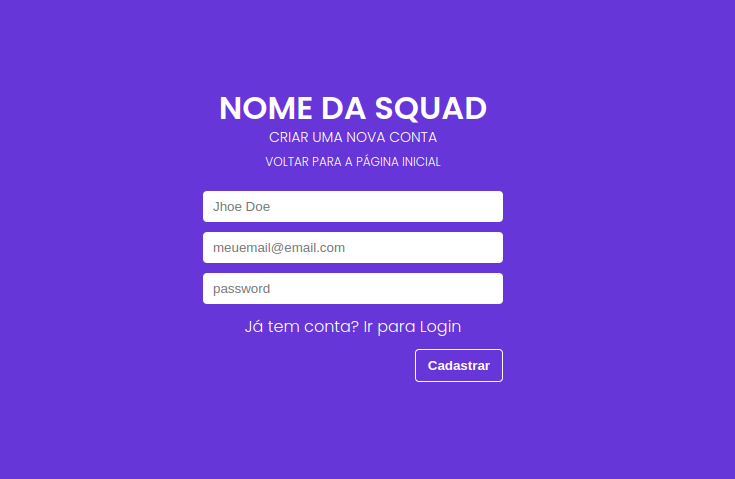 NOME DA SQUAD
CRIAR UMA NOVA CONTA
VOLTAR PARA A PÁGINA INICIAL
Jhoe Doe
meuemail@email.com
password
Já tem conta? Ir para Login
Cadastrar